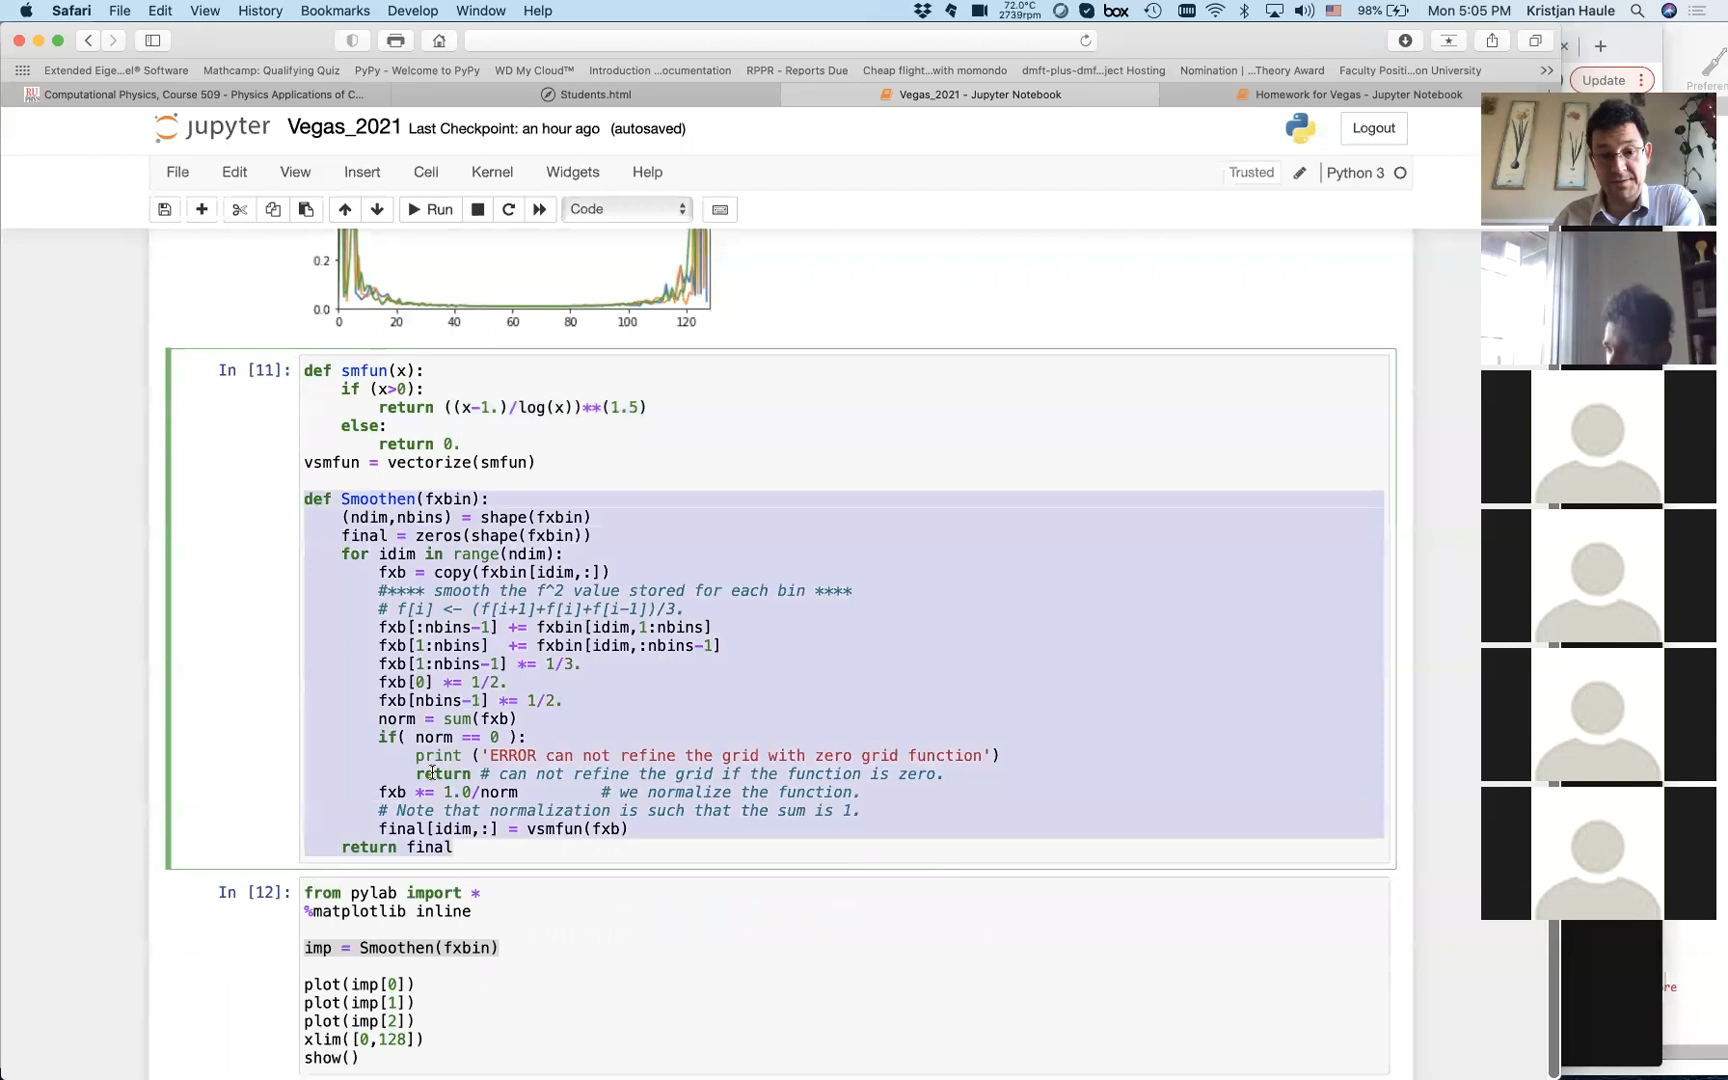 Safari File Edit View History Bookmarks Develop Window Help
box 72.0°C 2739rpm 98% Mon 5:05 PM Kristjan Haule
Extended Eige...el® Software Mathcamp: Qualifying Quiz PyPy - Welcome to PyPy WD My Cloud™ Introduction ...ocumentation RPPR - Reports Due Cheap flight...with momondo dmft-plus-dmf...ject Hosting Nomination |...Theory Award Faculty Positi...on University
Update
Preferen
Computational Physics, Course 509 - Physics Applications of C... Students.html Vegas_2021 - Jupyter Notebook Homework for Vegas - Jupyter Notebook
jupyter Vegas_2021 Last Checkpoint: an hour ago (autosaved)
Logout
File Edit View Insert Cell Kernel Widgets Help
Trusted Python 3
Run Code
0.2
0.0
0 20 40 60 80 100 120
In [11]: def smfun(x):
if (x>0):
return ((x-1.)/log(x))**(1.5)
else:
return 0.
vsmfun = vectorize(smfun)
def Smoothen(fxbin):
(ndim,nbins) = shape(fxbin)
final = zeros(shape(fxbin))
for idim in range(ndim):
fxb = copy(fxbin[idim,:])
#**** smooth the f^2 value stored for each bin ****
# f[i] <- (f[i+1]+f[i]+f[i-1])/3.
fxb[:nbins-1] += fxbin[idim,1:nbins]
fxb[1:nbins] += fxbin[idim,:nbins-1]
fxb[1:nbins-1] *= 1/3.
fxb[0] *= 1/2.
fxb[nbins-1] *= 1/2.
norm = sum(fxb)
if( norm == 0 ):
print ('ERROR can not refine the grid with zero grid function')
return # can not refine the grid if the function is zero.
fxb *= 1.0/norm # we normalize the function.
# Note that normalization is such that the sum is 1.
final[idim,:] = vsmfun(fxb)
return final
In [12]: from pylab import *
%matplotlib inline
imp = Smoothen(fxbin)
plot(imp[0])
plot(imp[1])
plot(imp[2])
xlim([0,128])
show()
re